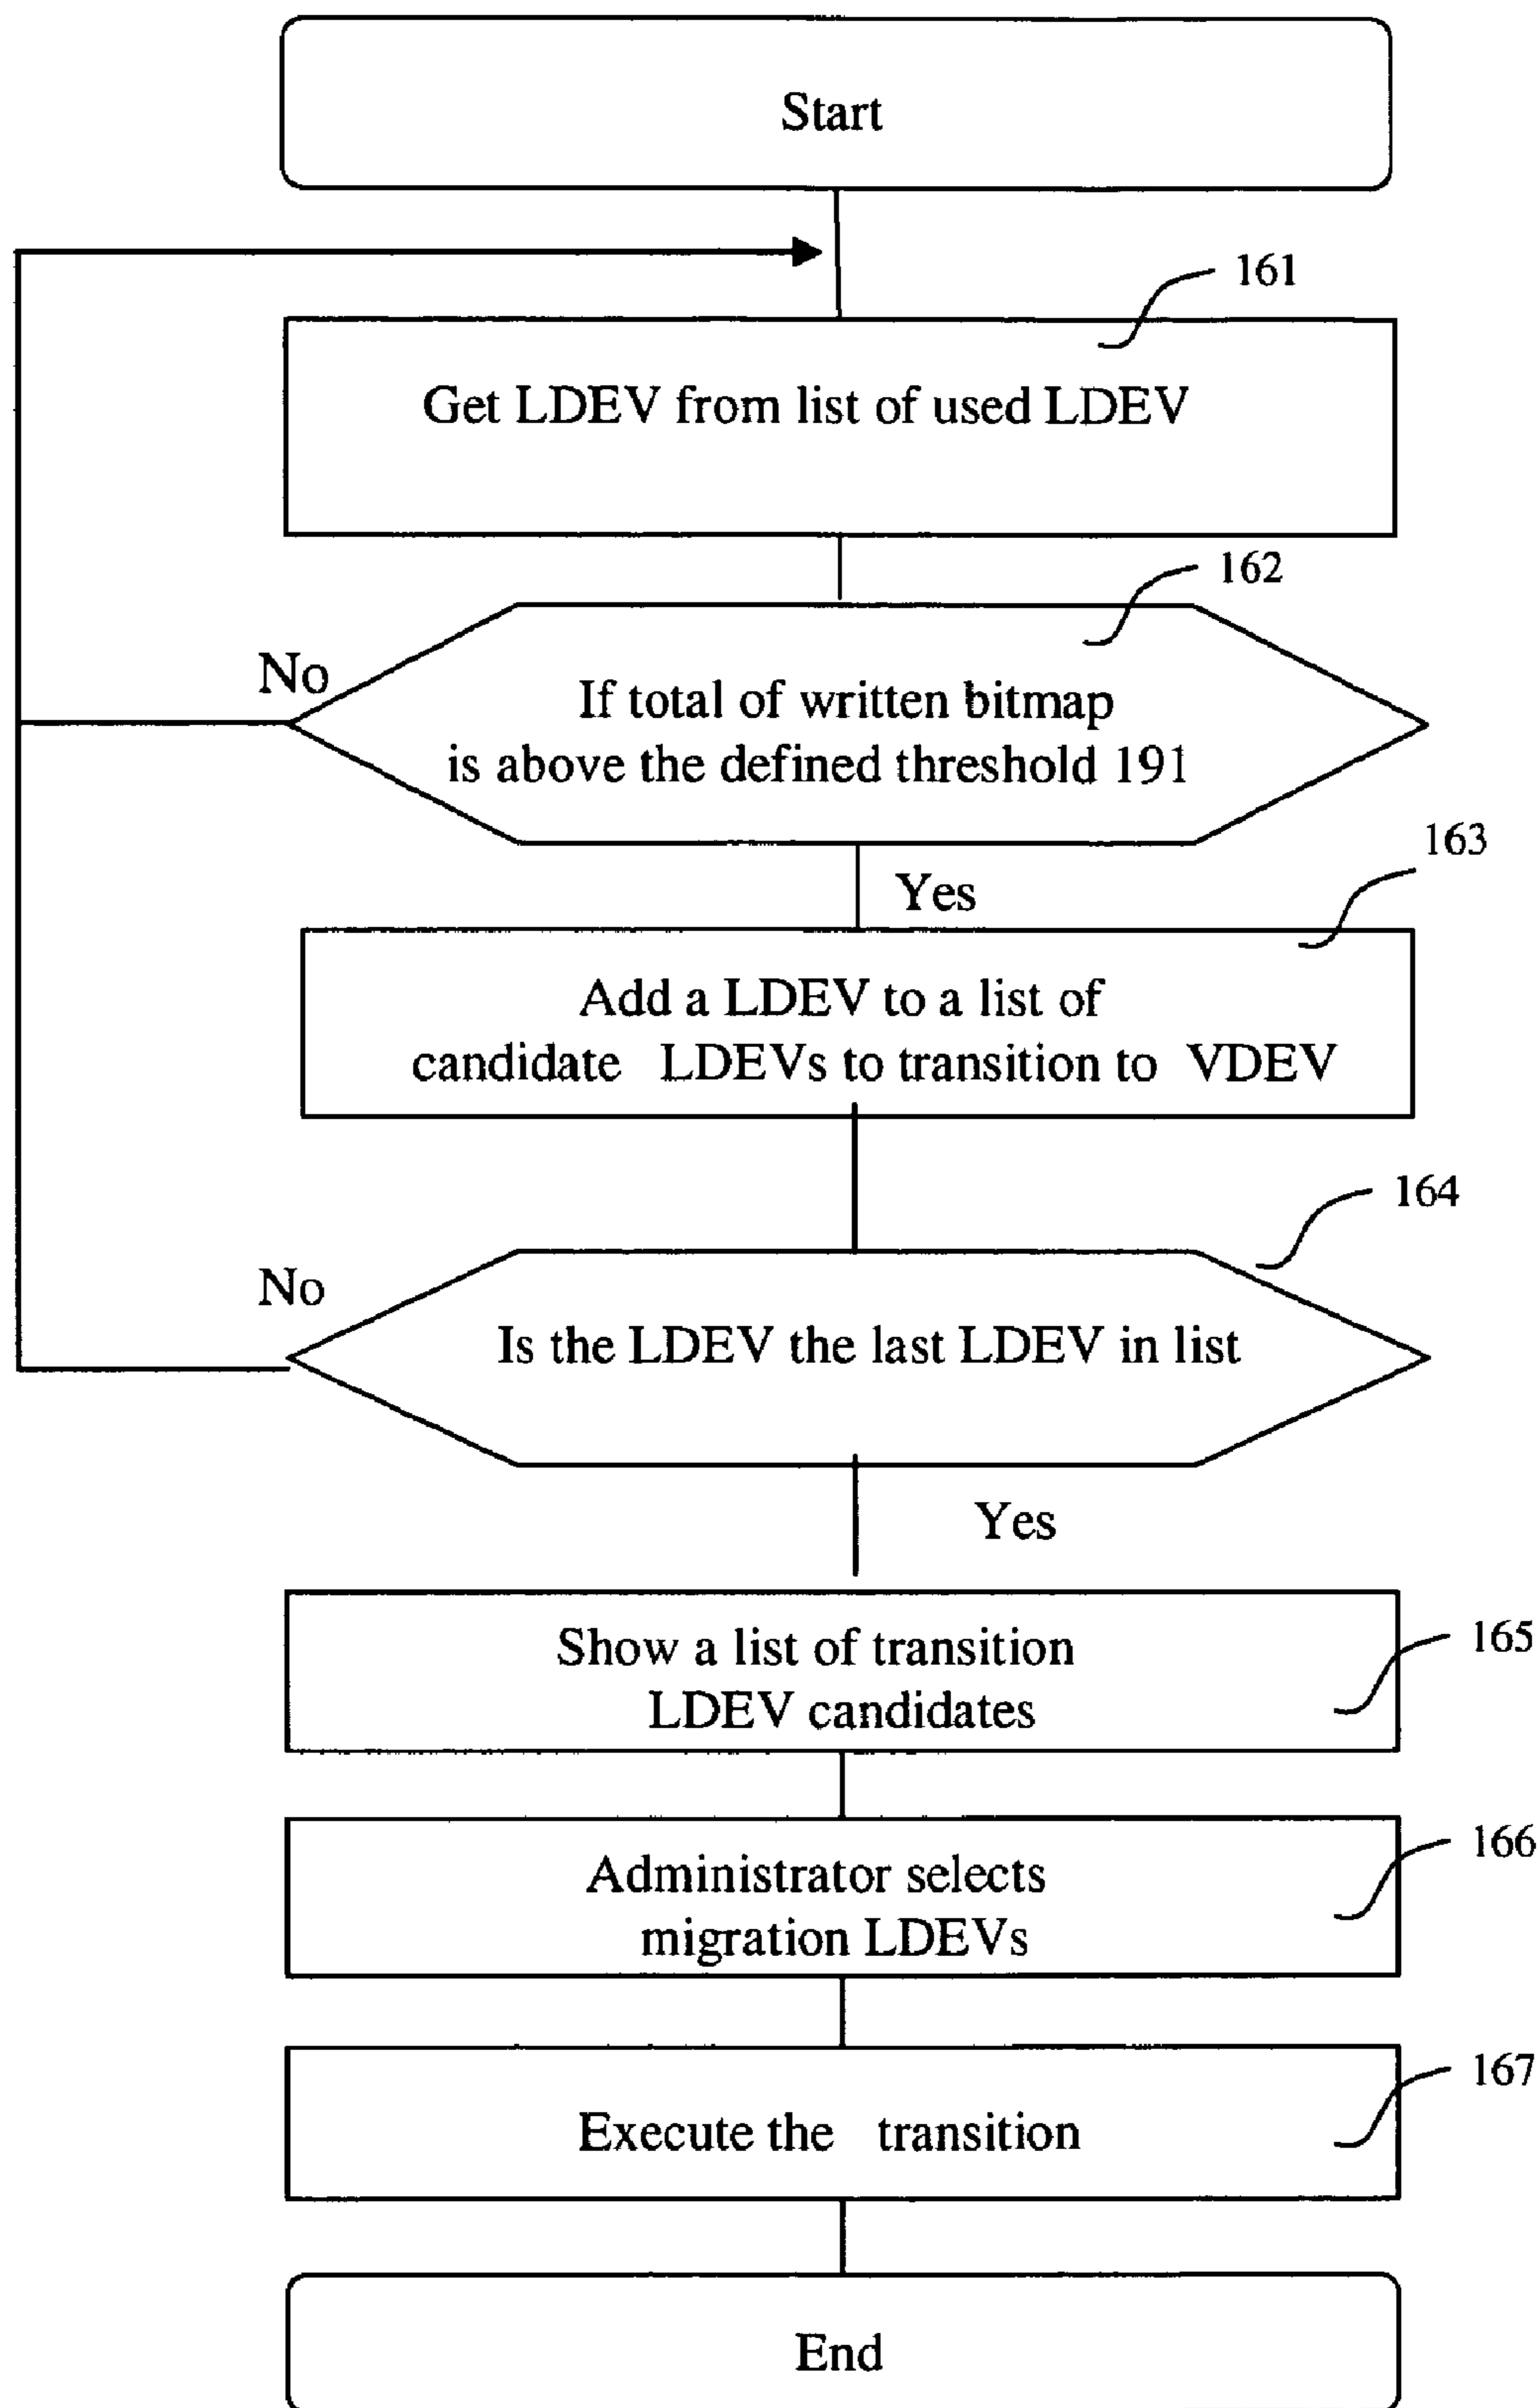 Start
161
Get LDEV from list of used LDEV
162
No
If total of written bitmap
is above the defined threshold 191
163
Yes
Add a LDEV to a list of
candidate LDEVs to transition to VDEV
164
No
Is the LDEV the last LDEV in list
Yes
Show a list of transition
LDEV candidates
165
Administrator selects
migration LDEVs
166
Execute the transition
167
End